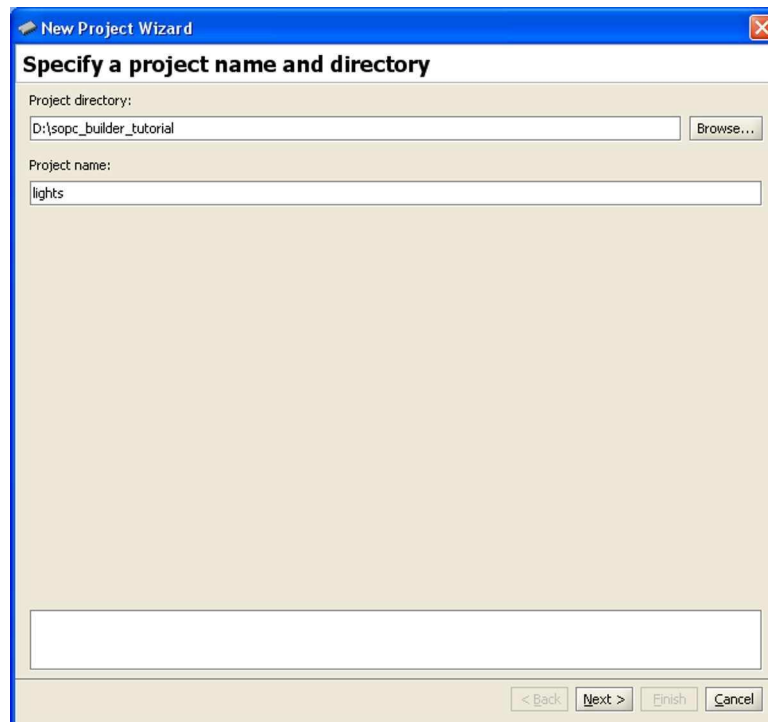 New Project Wizard
Specify a project name and directory
Project directory:
D:\sopc_builder_tutorial
Browse...
Project name:
lights
< Back Next > Finish Cancel